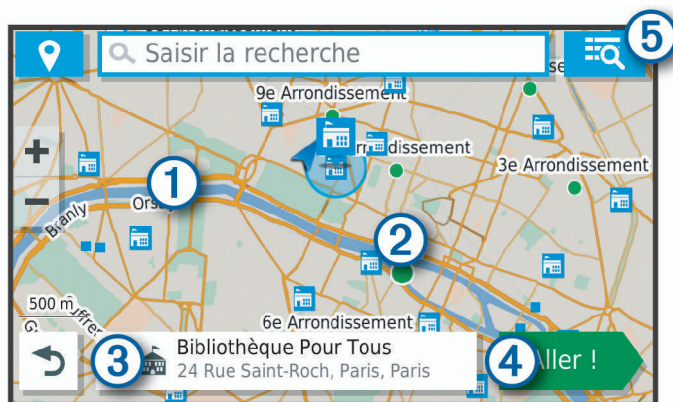 Saisir la recherche
5
9e Arrondissement
3e Arrondissement
1
Orsay
Branly
2
500 m
6e Arrondissement
3
Bibliothèque Pour Tous
24 Rue Saint-Roch, Paris, Paris
4
Aller !